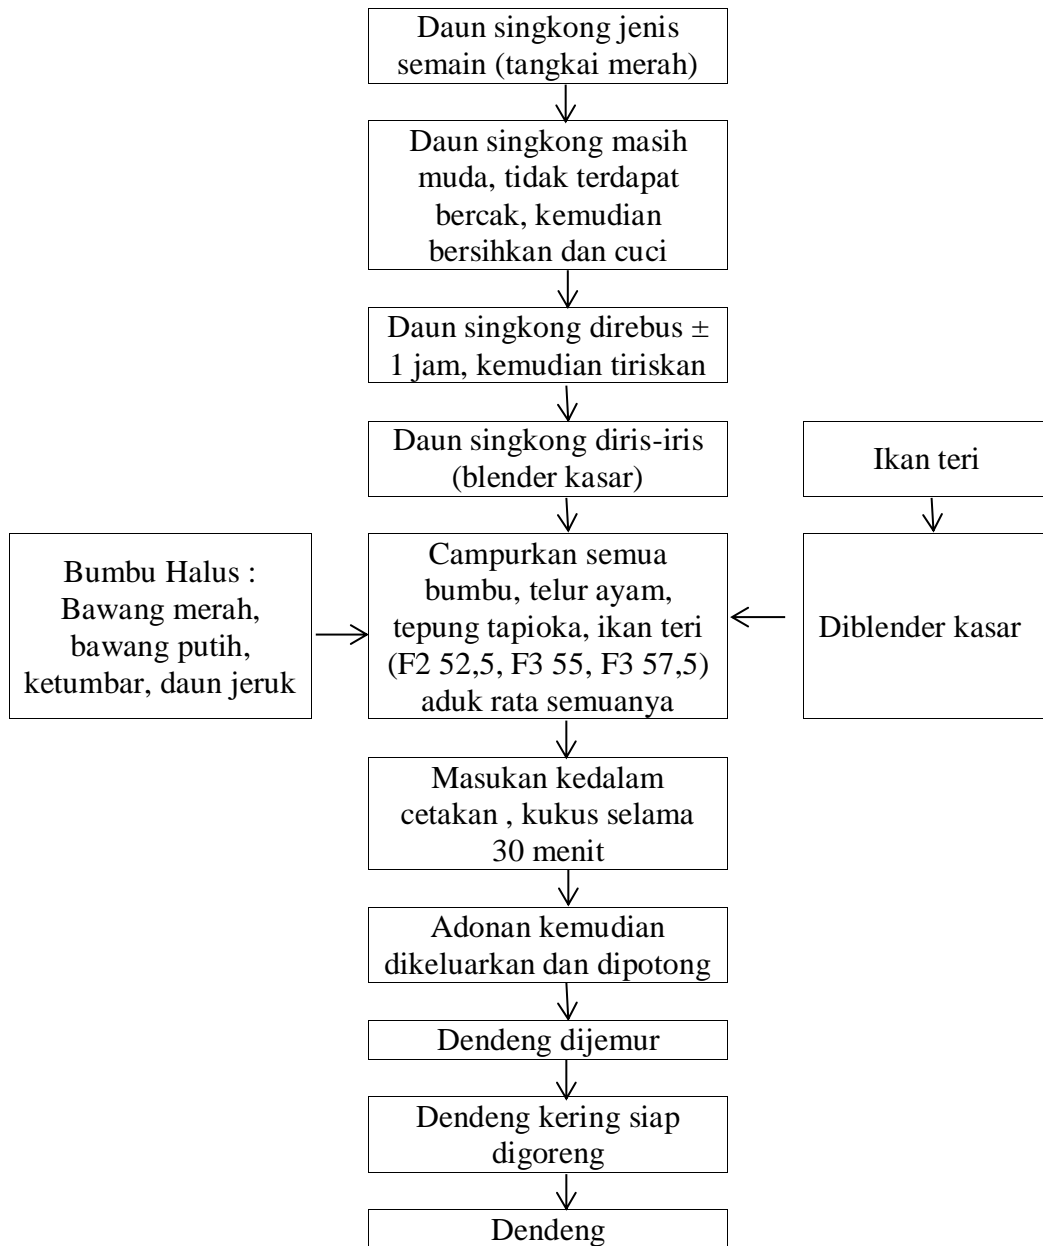 Daun singkong jenis
semain (tangkai merah)
Daun singkong masih
muda, tidak terdapat
bercak, kemudian
bersihkan dan cuci
Daun singkong direbus ±
1 jam, kemudian tiriskan
Daun singkong diris-iris
(blender kasar)
Ikan teri
Bumbu Halus :
Bawang merah,
bawang putih,
ketumbar, daun jeruk
Campurkan semua
bumbu, telur ayam,
tepung tapioka, ikan teri
(F2 52,5, F3 55, F3 57,5)
aduk rata semuanya
Diblender kasar
Masukan kedalam
cetakan , kukus selama
30 menit
Adonan kemudian
dikeluarkan dan dipotong
Dendeng dijemur
Dendeng kering siap
digoreng
Dendeng